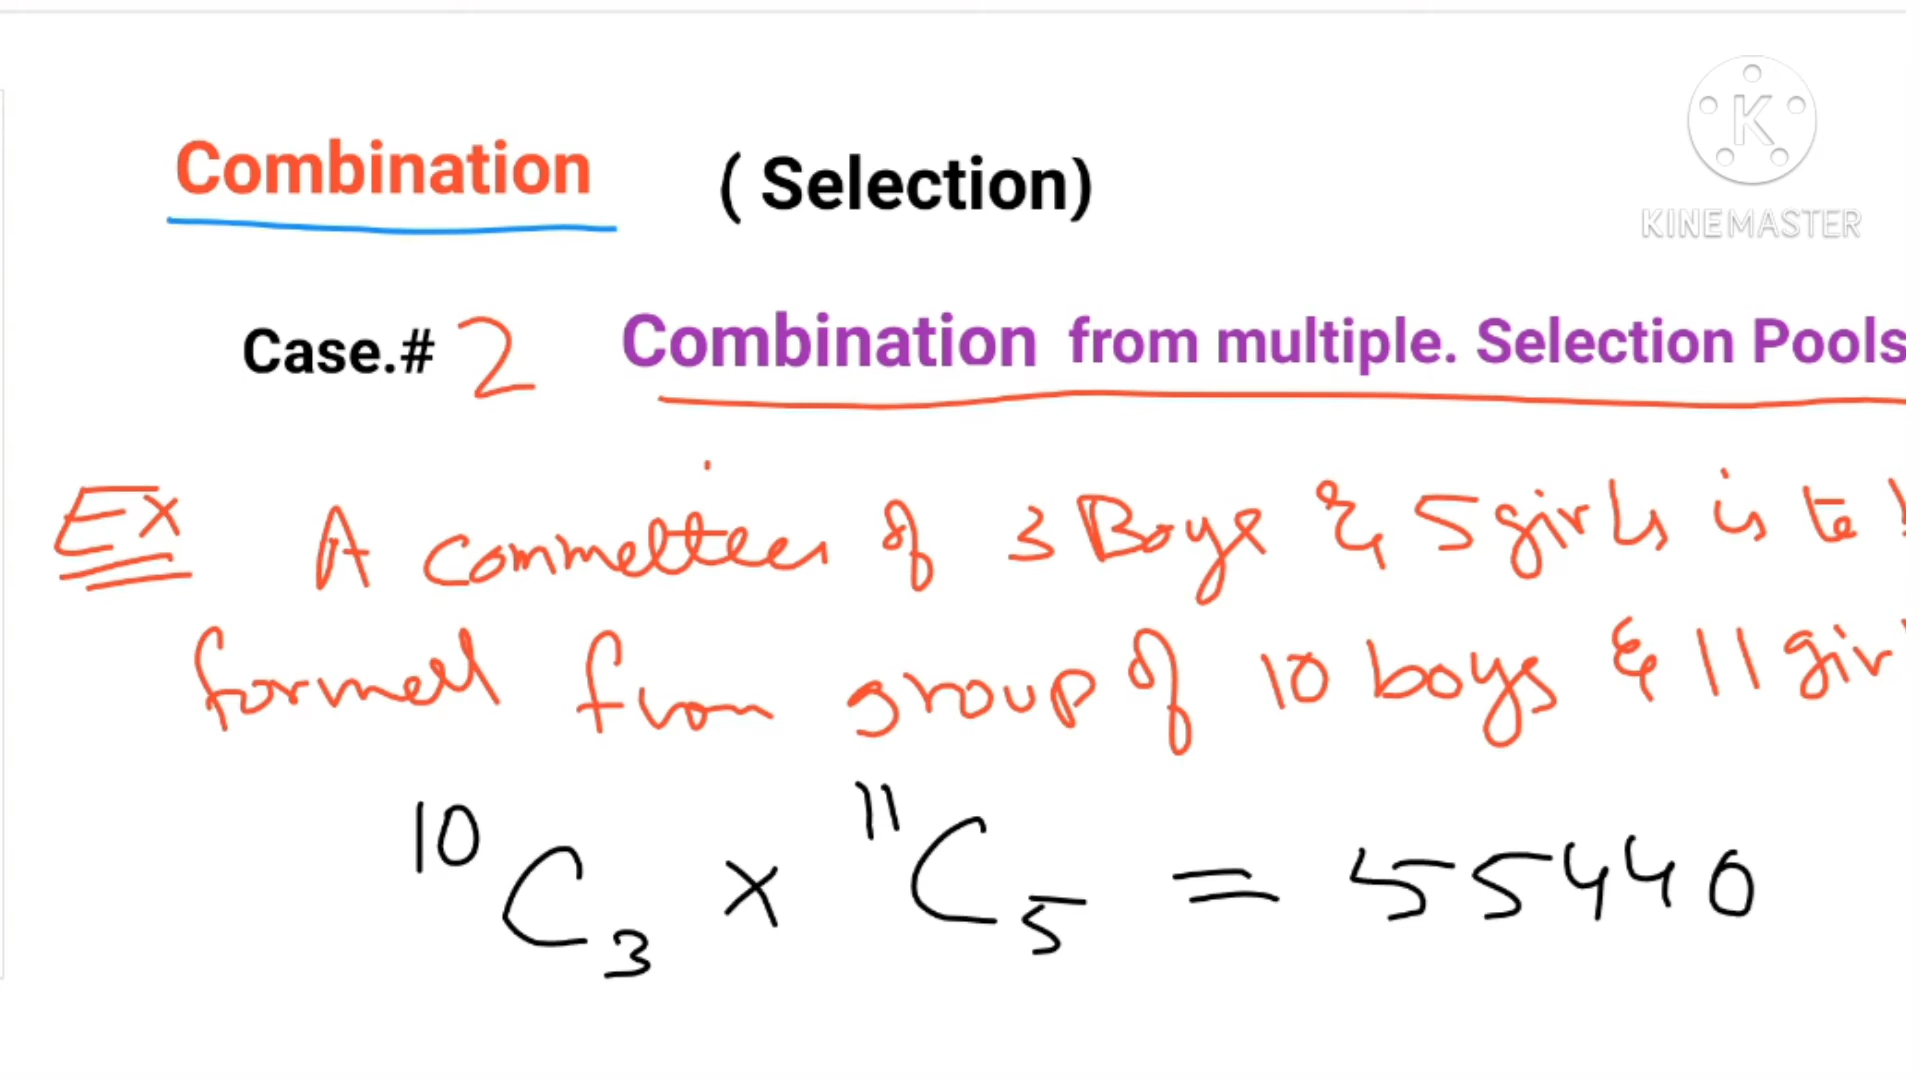 Combination ( Selection)
K
KINEMASTER
Case.# 2 Combination from multiple. Selection Pools
Ex A commettees of 3 Boys & 5 girls is to
formed from group of 10 boys & 11 gir
10C3 × 11C5 = 55440